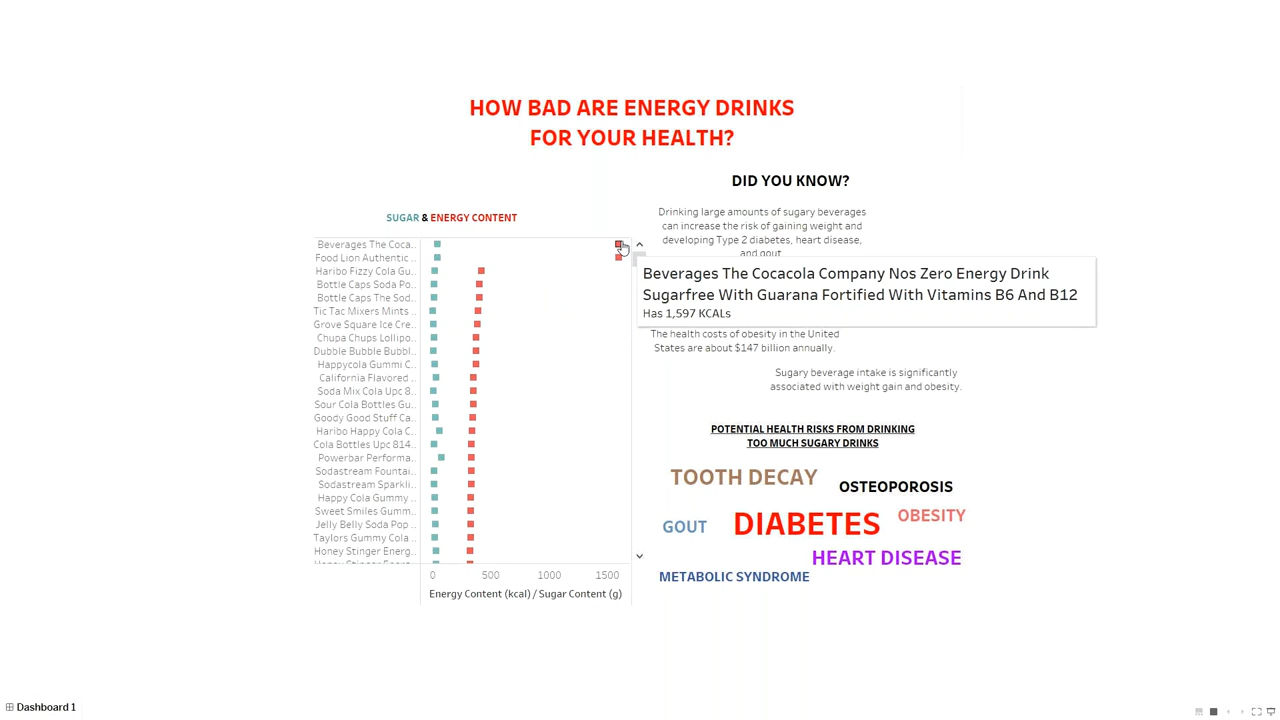 HOW BAD ARE ENERGY DRINKS
FOR YOUR HEALTH?
DID YOU KNOW?
Drinking large amounts of sugary beverages
can increase the risk of gaining weight and
developing Type 2 diabetes, heart disease,
and gout.
SUGAR & ENERGY CONTENT
Beverages The Coca..
Food Lion Authentic ..
Haribo Fizzy Cola Gu..
Bottle Caps Soda Po..
Bottle Caps The Sod..
Tic Tac Mixers Mints ..
Grove Square Ice Cre..
Chupa Chups Lollipo..
Dubble Bubble Bubbl..
Happycola Gummi C..
California Flavored ..
Soda Mix Cola Upc 8..
Sour Cola Bottles Gu..
Goody Good Stuff Ca..
Haribo Happy Cola C..
Cola Bottles Upc 814..
Powerbar Performa..
Sodastream Fountai..
Sodastream Sparkli..
Happy Cola Gummy ..
Sweet Smiles Gumm..
Jelly Belly Soda Pop ..
Taylors Gummy Cola ..
Honey Stinger Energ..
0 500 1000 1500
Energy Content (kcal) / Sugar Content (g)
Beverages The Cocacola Company Nos Zero Energy Drink
Sugarfree With Guarana Fortified With Vitamins B6 And B12
Has 1,597 KCALs
The health costs of obesity in the United
States are about $147 billion annually.
Sugary beverage intake is significantly
associated with weight gain and obesity.
POTENTIAL HEALTH RISKS FROM DRINKING
TOO MUCH SUGARY DRINKS
TOOTH DECAY
OSTEOPOROSIS
GOUT
DIABETES
OBESITY
HEART DISEASE
METABOLIC SYNDROME
Dashboard 1